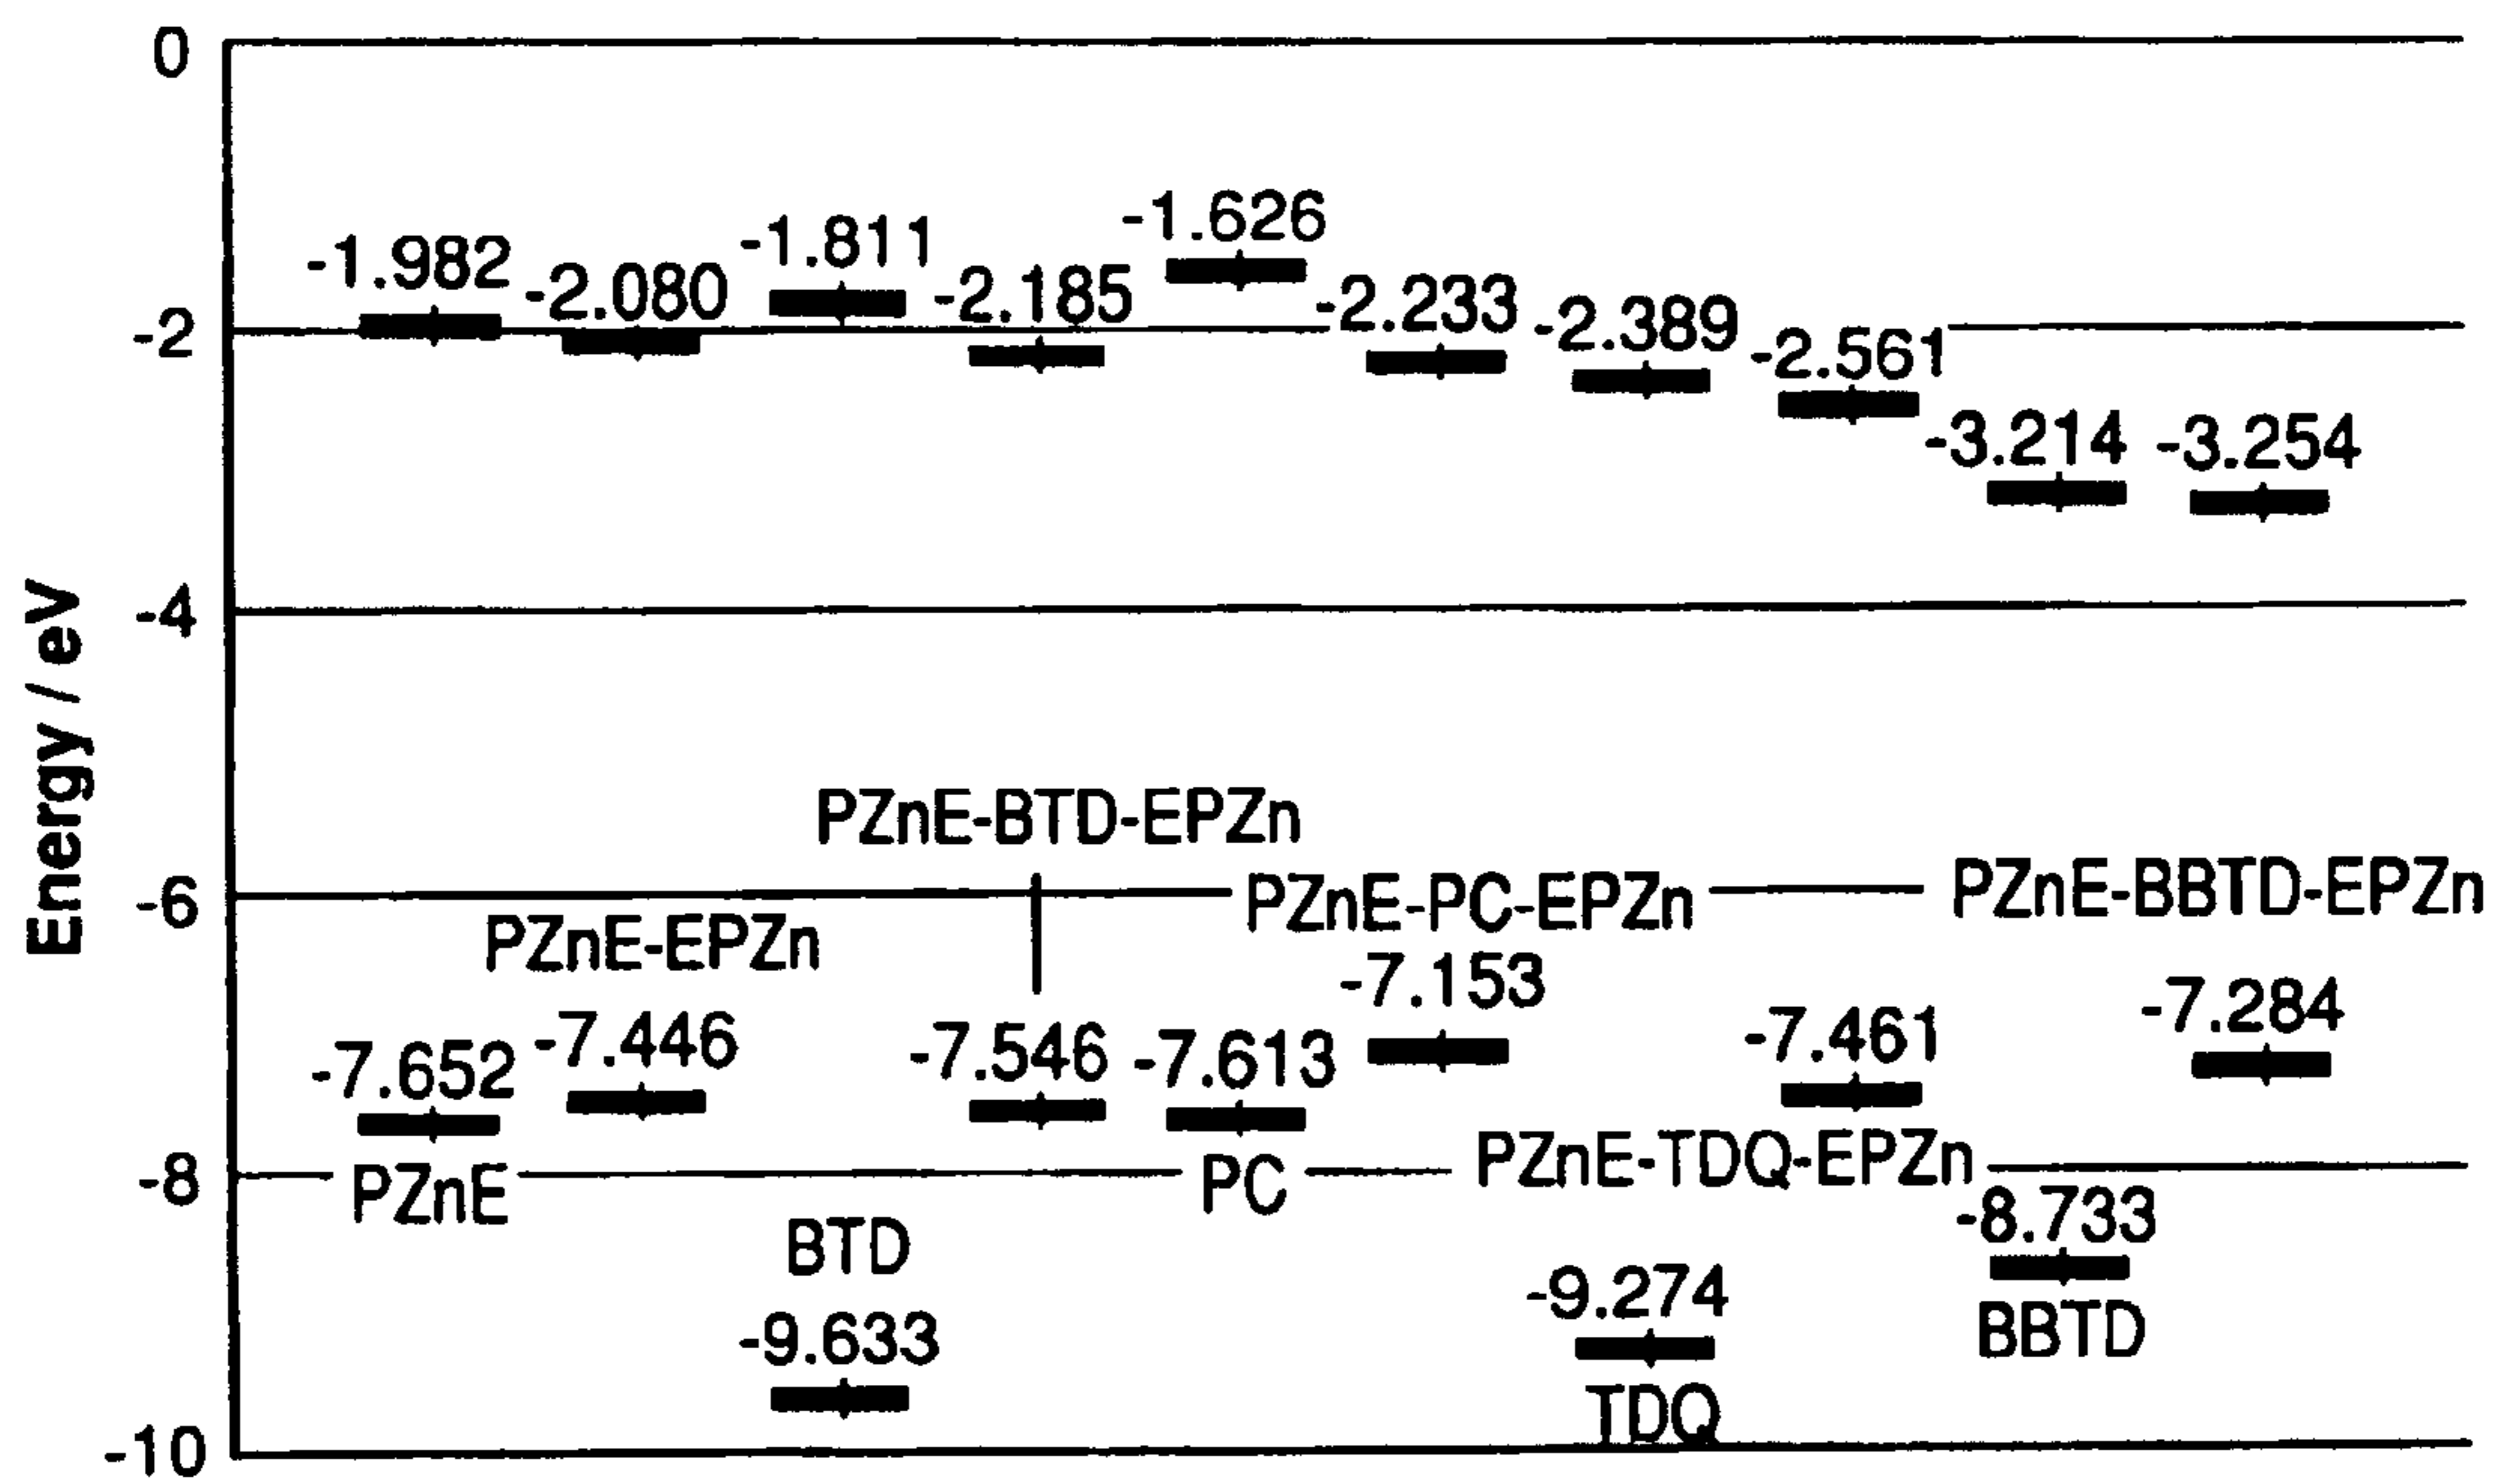 0
-1.626
-1.811
-1.982
-2.080
-2.185
-2.233
-2.389
-2.561
-2
-3.214
-3.254
-4
Energy / eV
PZnE-BTD-EPZn
-6
PZnE-PC-EPZn
PZnE-BBTD-EPZn
PZnE-EPZn
-7.153
-7.284
-7.652
-7.446
-7.546
-7.613
-7.461
-8
PZnE
PC
PZnE-TDQ-EPZn
-8.733
BTD
-9.274
BBTD
-9.633
TDQ
-10